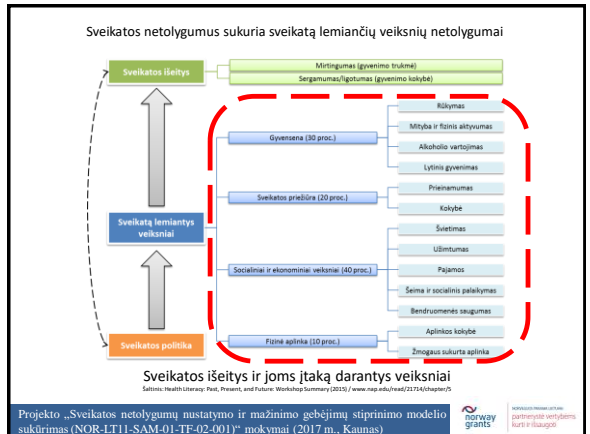 Sveikatos netolygumus sukuria sveikatą lemiančių veiksnių netolygumai
Sveikatos išeitys
Mirtingumas (gyvenimo trukmė)
Sergamumas/ligotumas (gyvenimo kokybė)
Sveikatą lemiantys
veiksniai
Sveikatos politika
Gyvensena (30 proc.)
Rūkymas
Mityba ir fizinis aktyvumas
Alkoholio vartojimas
Lytinis gyvenimas
Sveikatos priežiūra (20 proc.)
Prieinamumas
Kokybė
Socialiniai ir ekonominiai veiksniai (40 proc.)
Švietimas
Užimtumas
Pajamos
Šeima ir socialinis palaikymas
Bendruomenės saugumas
Fizinė aplinka (10 proc.)
Aplinkos kokybė
Žmogaus sukurta aplinka
Sveikatos išeitys ir joms įtaką darantys veiksniai
Šaltinis: Health Literacy: Past, Present, and Future: Workshop Summary (2015) / www.nap.edu/read/21714/chapter/5
Projekto „Sveikatos netolygumų nustatymo ir mažinimo gebėjimų stiprinimo modelio
sukūrimas (NOR-LT11-SAM-01-TF-02-001)“ mokymai (2017 m., Kaunas)
norway
grants
NORVEGIJOS PARAMA LIETUVAI
partnerystė vertybėms
kurti ir išsaugoti